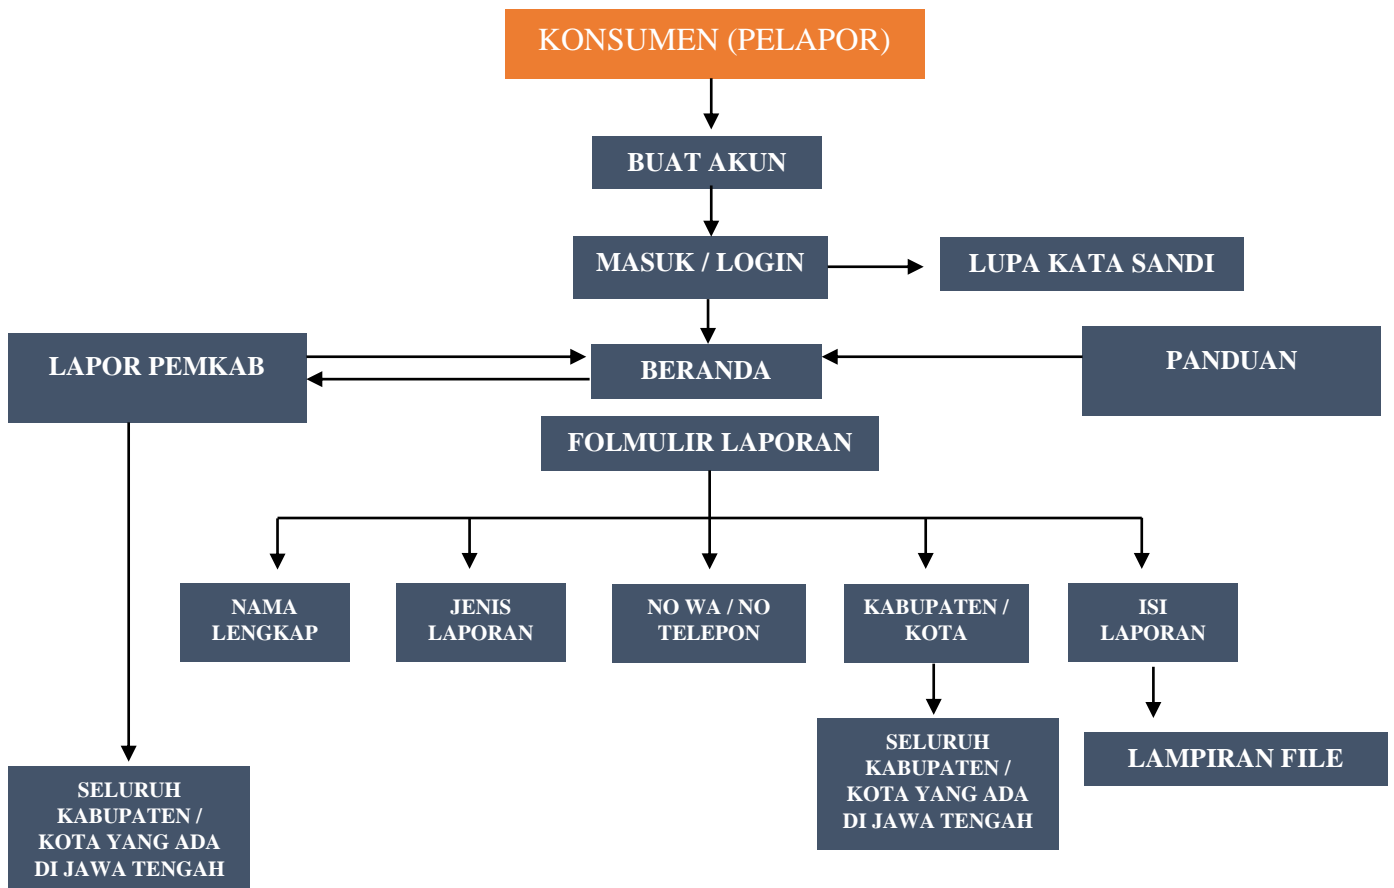 KONSUMEN (PELAPOR)
BUAT AKUN
MASUK / LOGIN
LUPA KATA SANDI
LAPOR PEMKAB
BERANDA
PANDUAN
FOLMULIR LAPORAN
NAMA
LENGKAP
JENIS
LAPORAN
NO WA / NO
TELEPON
KABUPATEN /
KOTA
ISI
LAPORAN
SELURUH
KABUPATEN /
KOTA YANG ADA
DI JAWA TENGAH
LAMPIRAN FILE
SELURUH
KABUPATEN /
KOTA YANG ADA
DI JAWA TENGAH